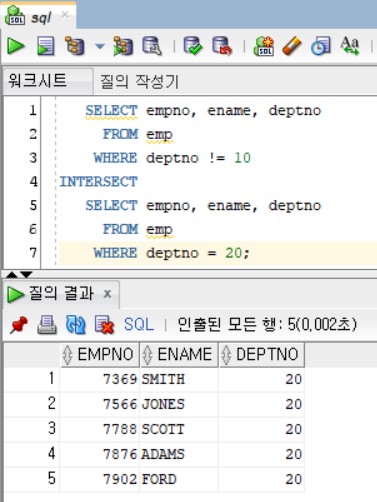 SQL
sql
SQL
Aa
워크시트 질의 작성기
1 SELECT empno, ename, deptno
2 FROM emp
3 WHERE deptno != 10
4 INTERSECT
5 SELECT empno, ename, deptno
6 FROM emp
7 WHERE deptno = 20;
질의 결과 x
SQL | 인출된 모든 행: 5(0,002초)
EMPNO ENAME DEPTNO
1 7369 SMITH 20
2 7566 JONES 20
3 7788 SCOTT 20
4 7876 ADAMS 20
5 7902 FORD 20